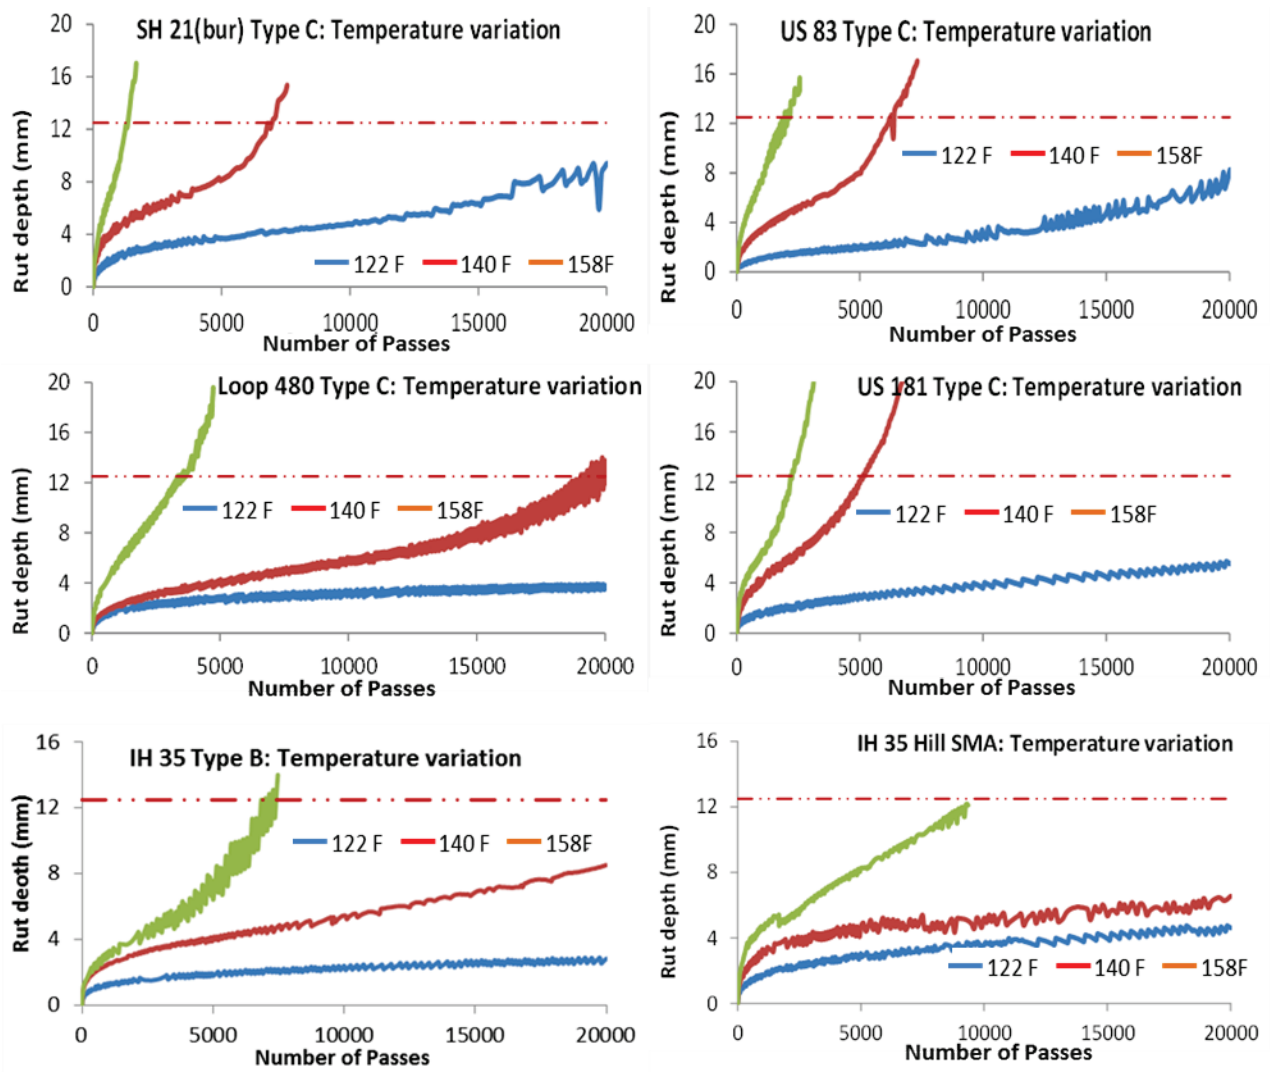 SH 21(bur) Type C: Temperature variation
Rut depth (mm)
20
16
12
8
4
0
122 F 140 F 158F
0 5000 10000 15000 20000
Number of Passes
US 83 Type C: Temperature variation
Rut depth (mm)
20
16
12
8
4
0
122 F 140 F 158F
0 5000 10000 15000 20000
Number of Passes
Loop 480 Type C: Temperature variation
Rut depth (mm)
20
16
12
8
4
0
122 F 140 F 158F
0 5000 10000 15000 20000
Number of Passes
US 181 Type C: Temperature variation
Rut depth (mm)
20
16
12
8
4
0
122 F 140 F 158F
0 5000 10000 15000 20000
Number of Passes
IH 35 Type B: Temperature variation
Rut deoth (mm)
16
12
8
4
0
122 F 140 F 158F
0 5000 10000 15000 20000
Number of Passes
IH 35 Hill SMA: Temperature variation
Rut depth (mm)
16
12
8
4
0
122 F 140 F 158F
0 5000 10000 15000 20000
Number of Passes